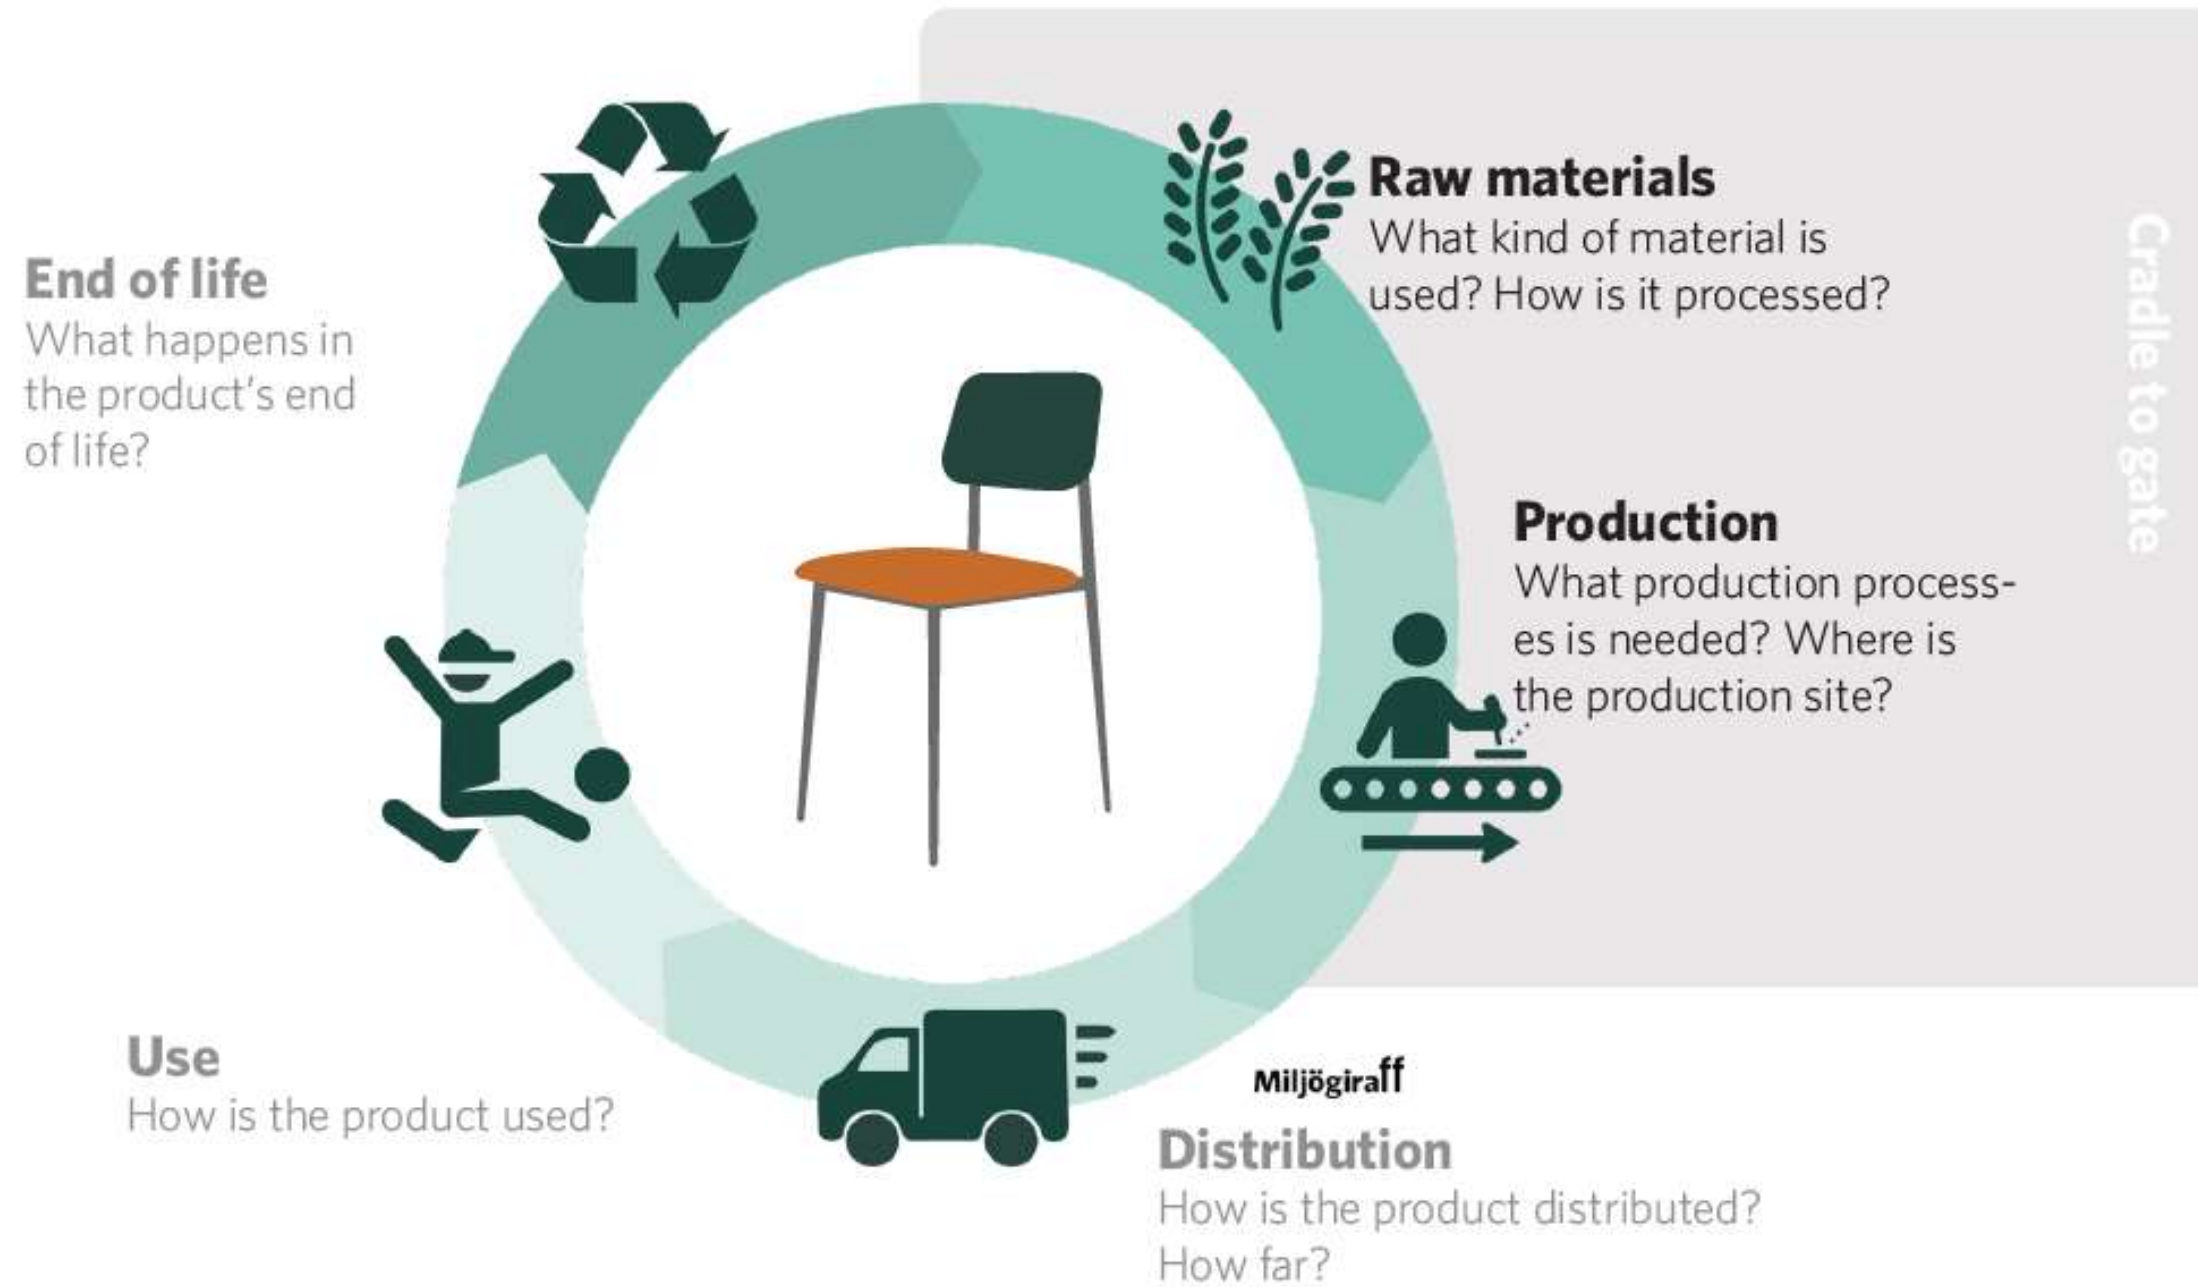 Raw materials
What kind of material is
used? How is it processed?
Cradle to gate
Production
What production process-
es is needed? Where is
the production site?
Miljögiraff
Distribution
How is the product distributed?
How far?
Use
How is the product used?
End of life
What happens in
the product's end
of life?